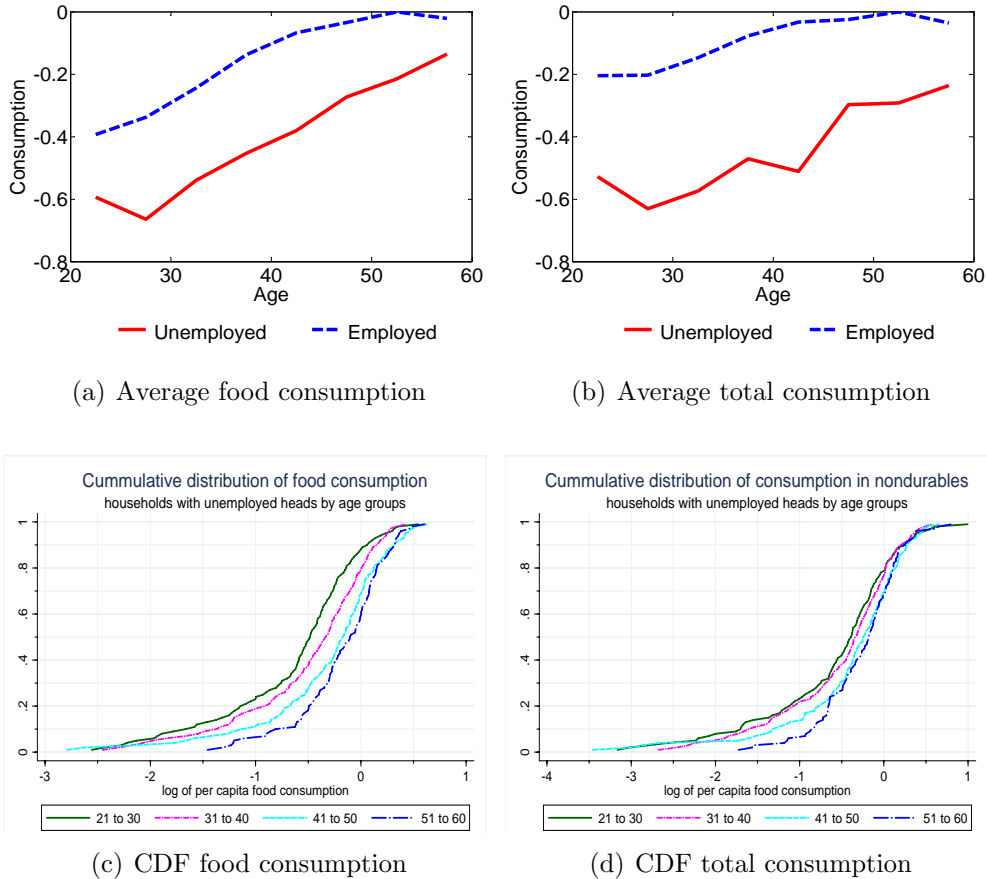 0
-0.2
-0.4
-0.6
-0.8
Consumption
20 30 40 50 60
Age
Unemployed Employed
(a) Average food consumption
0
-0.2
-0.4
-0.6
-0.8
Consumption
20 30 40 50 60
Age
Unemployed Employed
(b) Average total consumption
Cummulative distribution of food consumption
households with unemployed heads by age groups
1
.8
.6
.4
.2
0
-3 -2 -1 0 1
log of per capita food consumption
21 to 30 31 to 40 41 to 50 51 to 60
(c) CDF food consumption
Cummulative distribution of consumption in nondurables
households with unemployed heads by age groups
1
.8
.6
.4
.2
0
-4 -3 -2 -1 0 1
log of per capita food consumption
21 to 30 31 to 40 41 to 50 51 to 60
(d) CDF total consumption